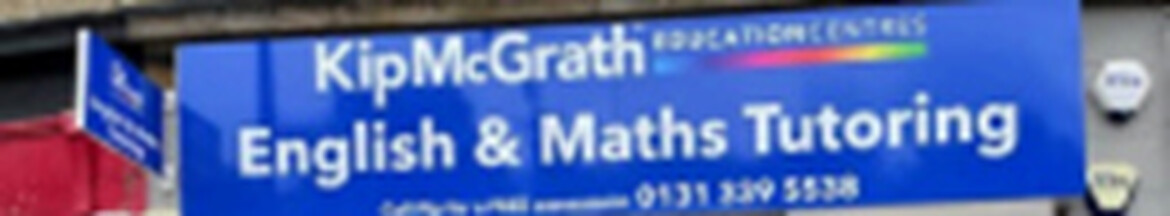 KipMcGrath EDUCATION CENTRES
English & Maths Tutoring
0131 339 5538